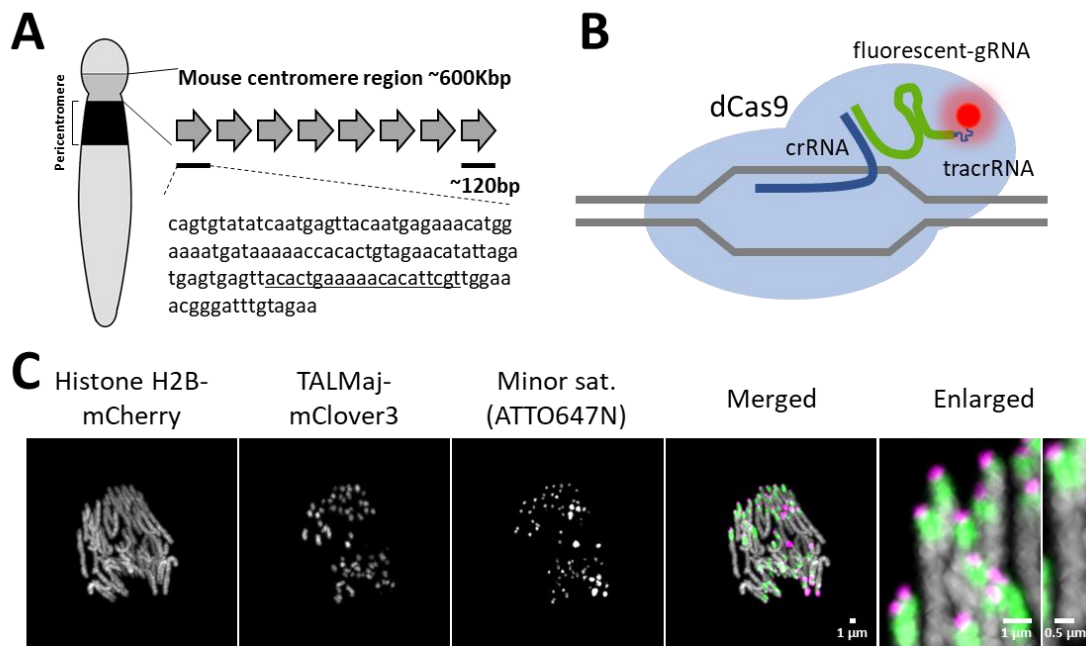 A
Pericentromere
Mouse centromere region ~600Kbp
~120bp
cagtgtatatcaatgagttacaatgagaaacatgg
aaaatgataaaaaccacactgtagaacatattaga
tgagtgagttacactgaaaaacacattcgttggaa
acgggatttgtagaa
B
fluorescent-gRNA
dCas9
crRNA
tracrRNA
C
Histone H2B-
mCherry
TALMaj-
mClover3
Minor sat.
(ATTO647N)
Merged
Enlarged
1 μm
1 μm
0.5 μm